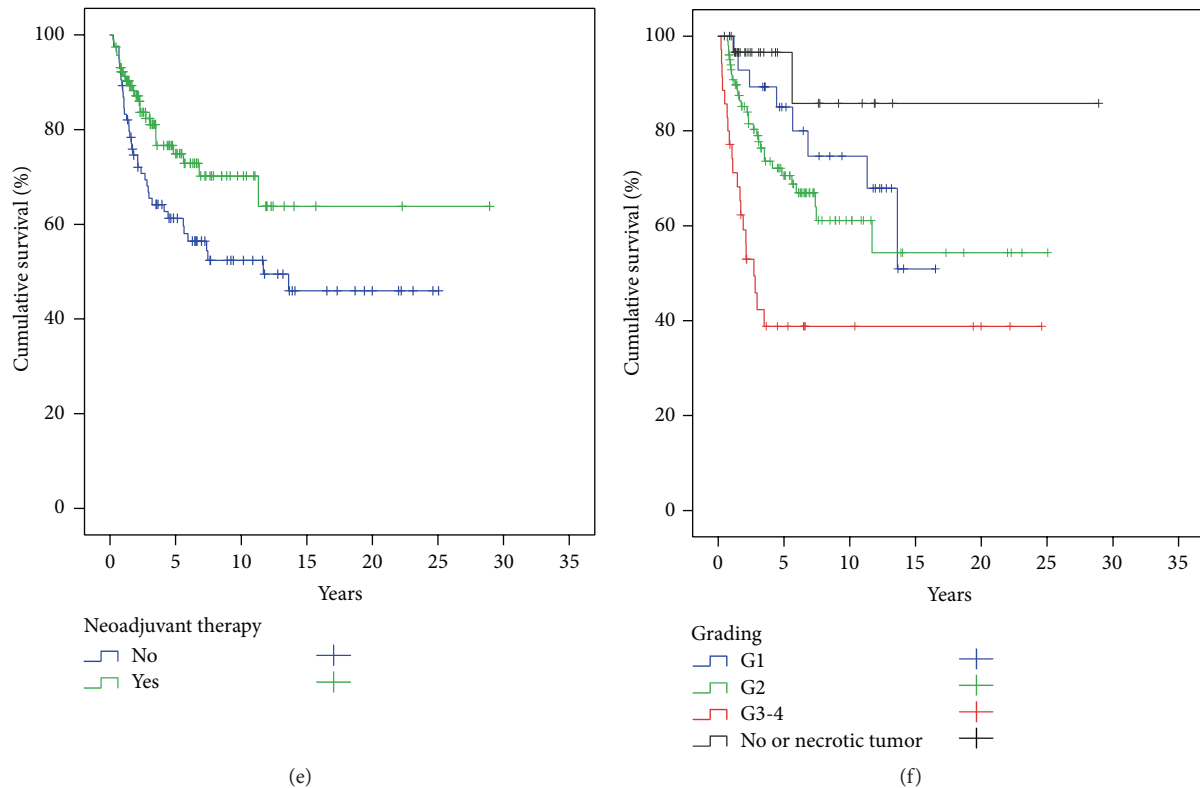 100
80
60
40
20
0
Cumulative survival (%)
0 5 10 15 20 25 30 35
Years
Neoadjuvant therapy
No
Yes
(e)
100
80
60
40
20
0
Cumulative survival (%)
0 5 10 15 20 25 30 35
Years
Grading
G1
G2
G3-4
No or necrotic tumor
(f)